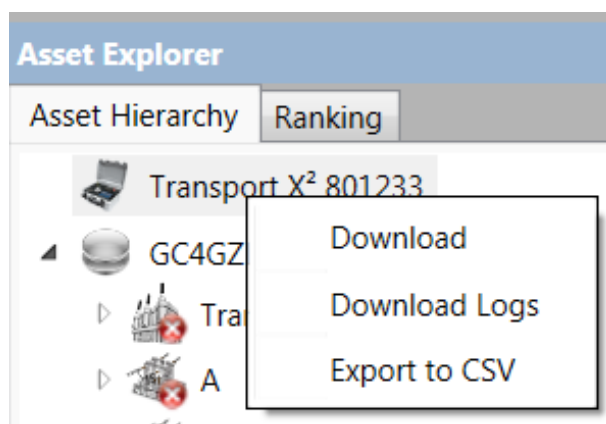 Asset Explorer
Asset Hierarchy Ranking
Transport X² 801233
Download
GC4GZ
Download Logs
Export to CSV
A